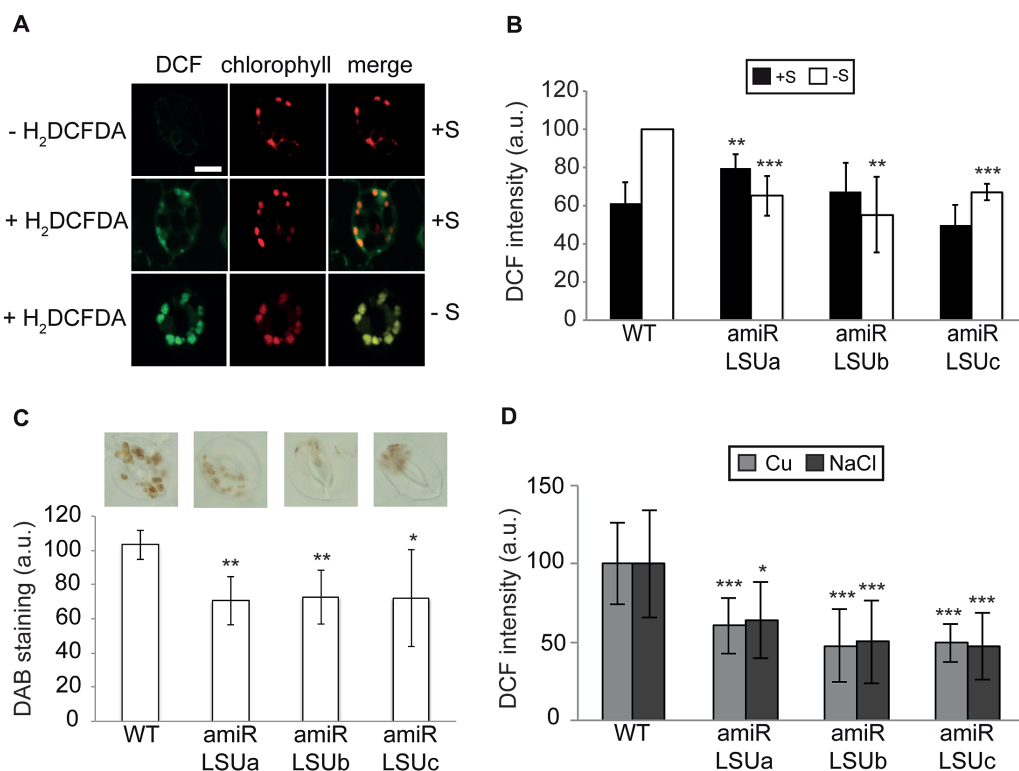 A
DCF chlorophyll merge
- H2DCFDA +S
+ H2DCFDA +S
+ H2DCFDA - S
B
+S -S
DCF intensity (a.u.)
120
100
80
60
40
20
0
** *** ** ***
WT amiR LSUa amiR LSUb amiR LSUc
C
DAB staining (a.u.)
120
100
80
60
40
20
0
** ** *
WT amiR LSUa amiR LSUb amiR LSUc
D
Cu NaCl
DCF intensity (a.u.)
150
100
50
0
*** * *** *** *** ***
WT amiR LSUa amiR LSUb amiR LSUc